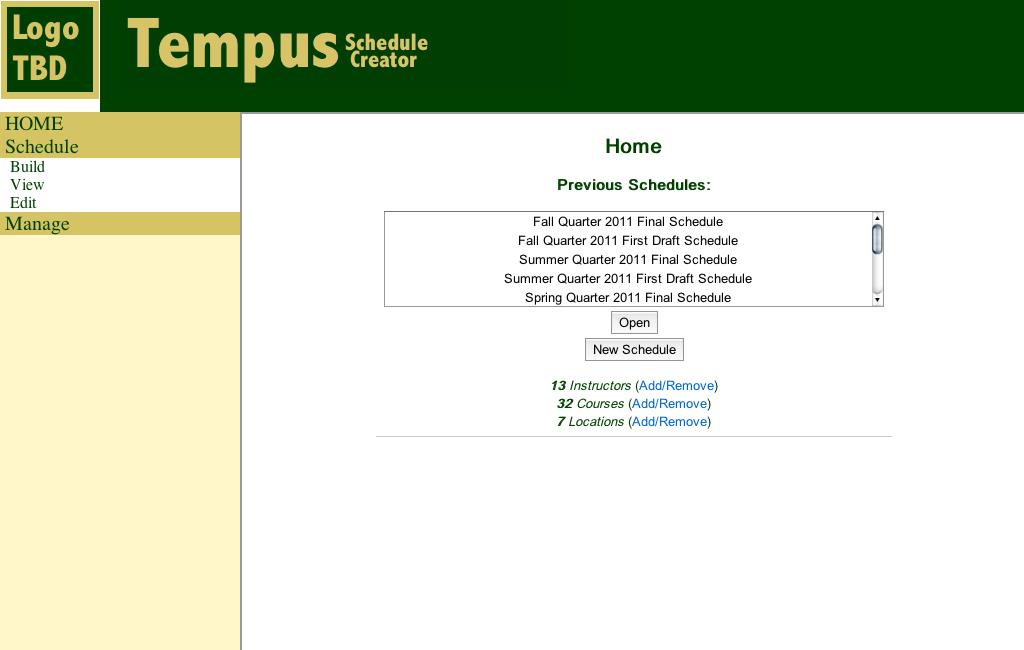 Logo
TBD
Tempus Schedule
Creator
HOME
Schedule
Build
View
Edit
Manage
Home
Previous Schedules:
Fall Quarter 2011 Final Schedule
Fall Quarter 2011 First Draft Schedule
Summer Quarter 2011 Final Schedule
Summer Quarter 2011 First Draft Schedule
Spring Quarter 2011 Final Schedule
Open
New Schedule
13 Instructors (Add/Remove)
32 Courses (Add/Remove)
7 Locations (Add/Remove)